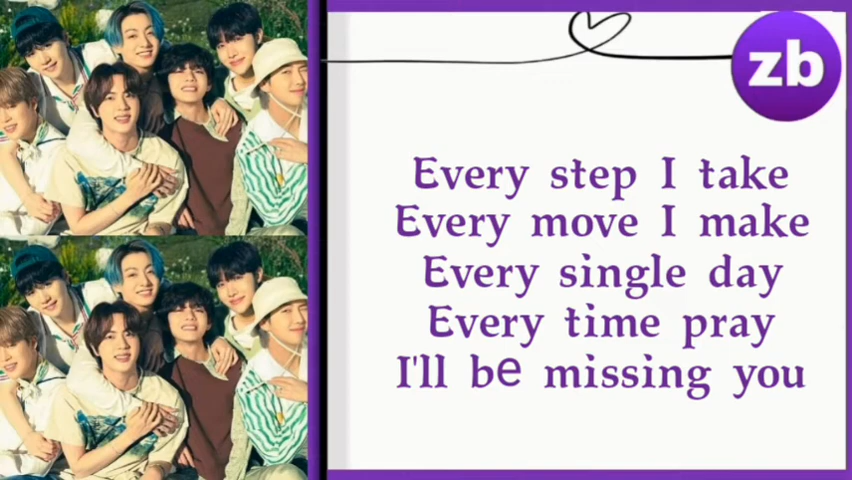 zb
Every step I take
Every move I make
Every single day
Every time pray
I'll be missing you